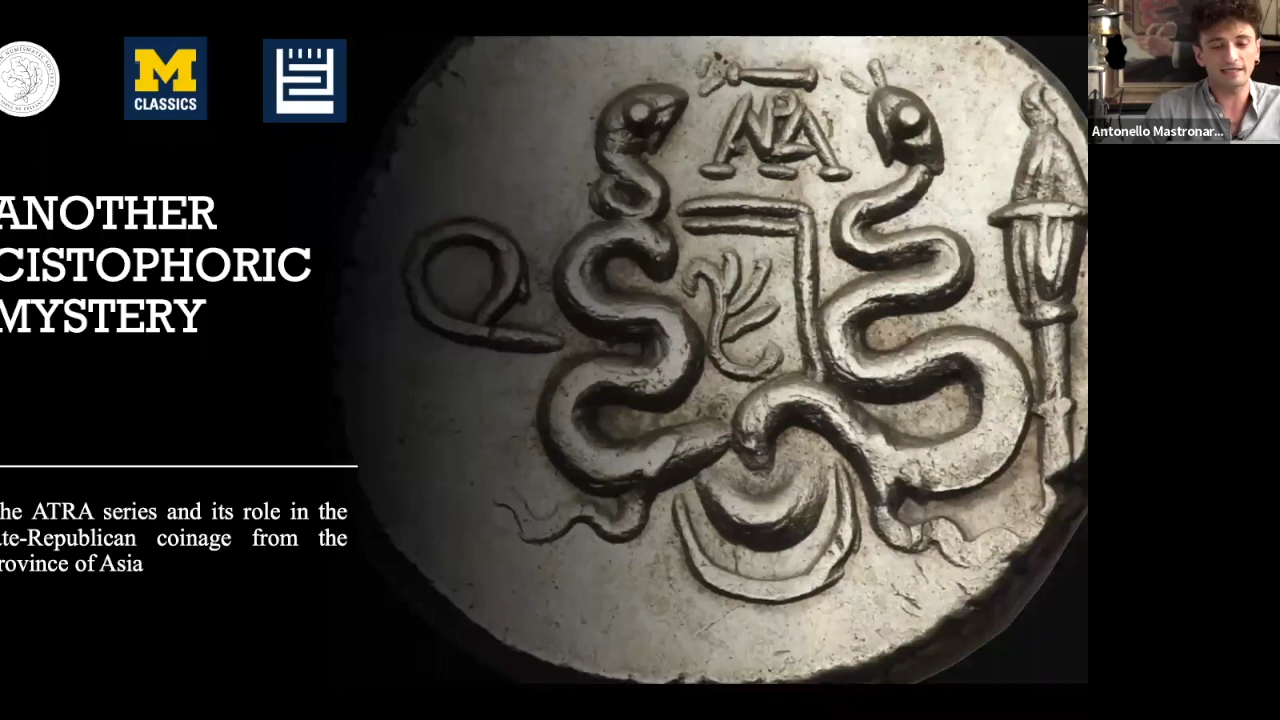 M
CLASSICS
ANOTHER
CISTOPHORIC
MYSTERY
he ATRA series and its role in the
te-Republican coinage from the
rovince of Asia
Antonello Mastronar...